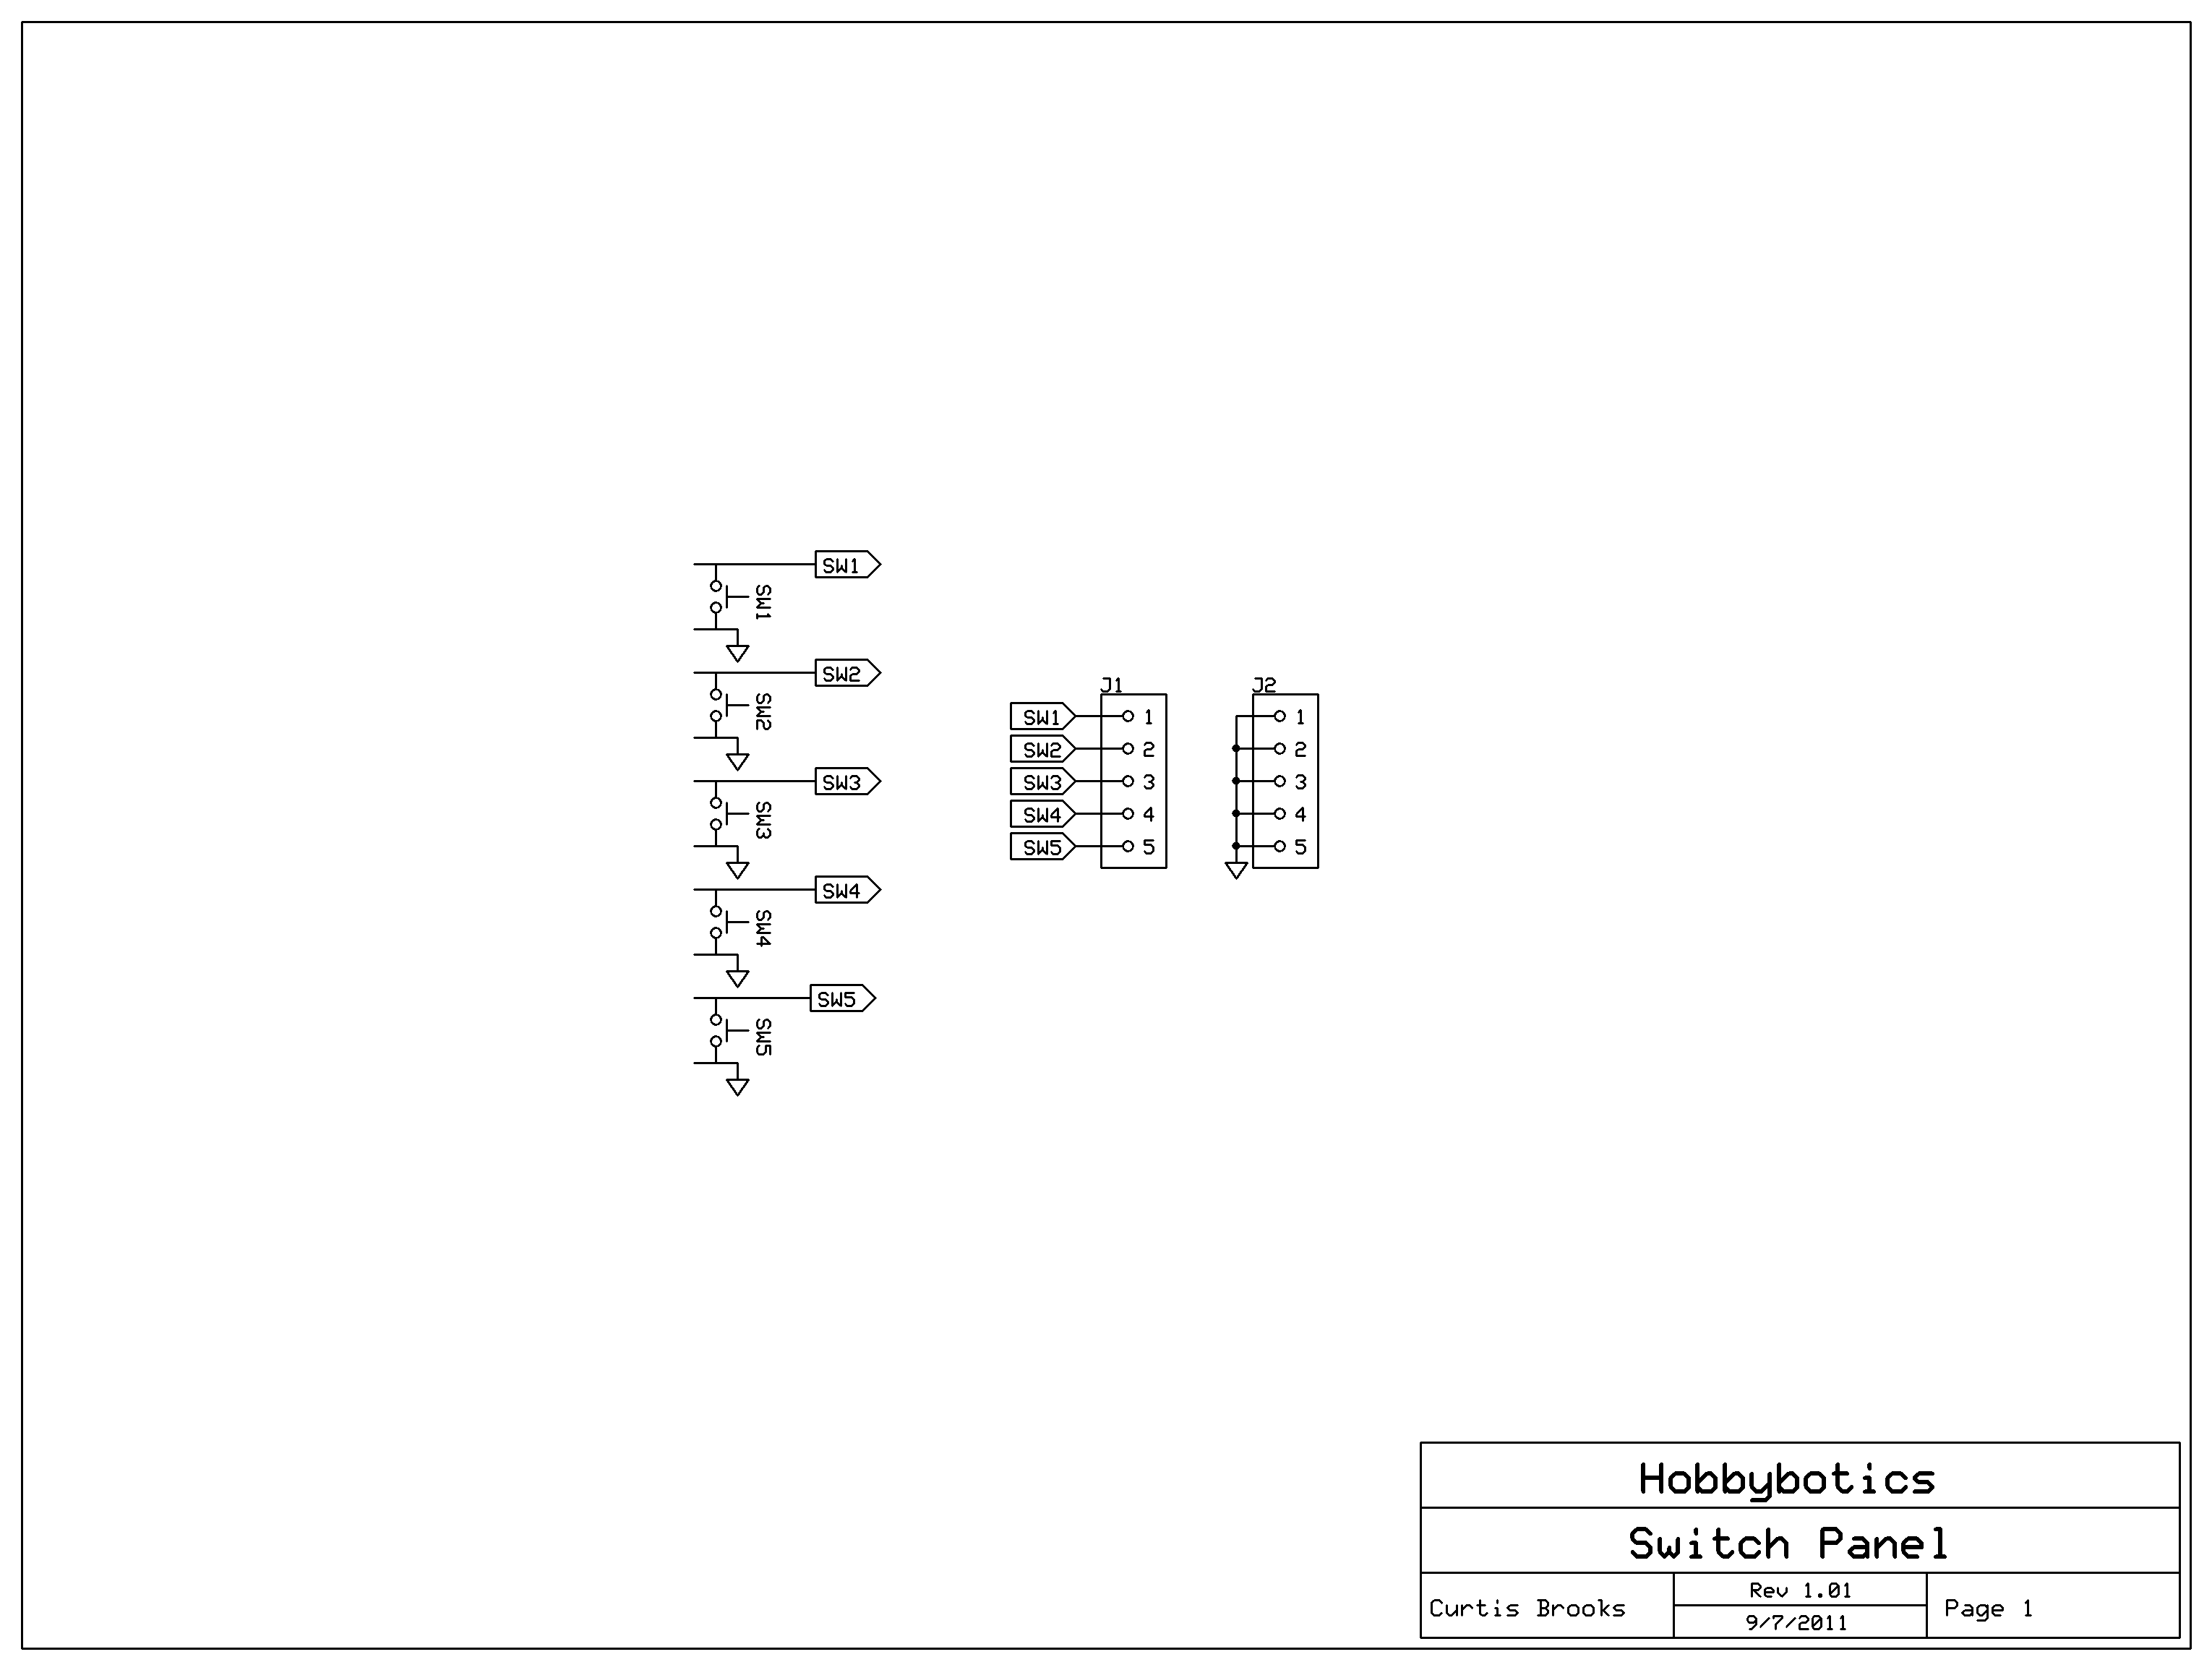 SW1
SW1
SW2
SW2
SW3
SW3
SW4
SW4
SW5
SW5
J1
SW1 1
SW2 2
SW3 3
SW4 4
SW5 5
J2
1
2
3
4
5
Hobbybotics
Switch Panel
Curtis Brooks
Rev 1.01
9/7/2011
Page 1